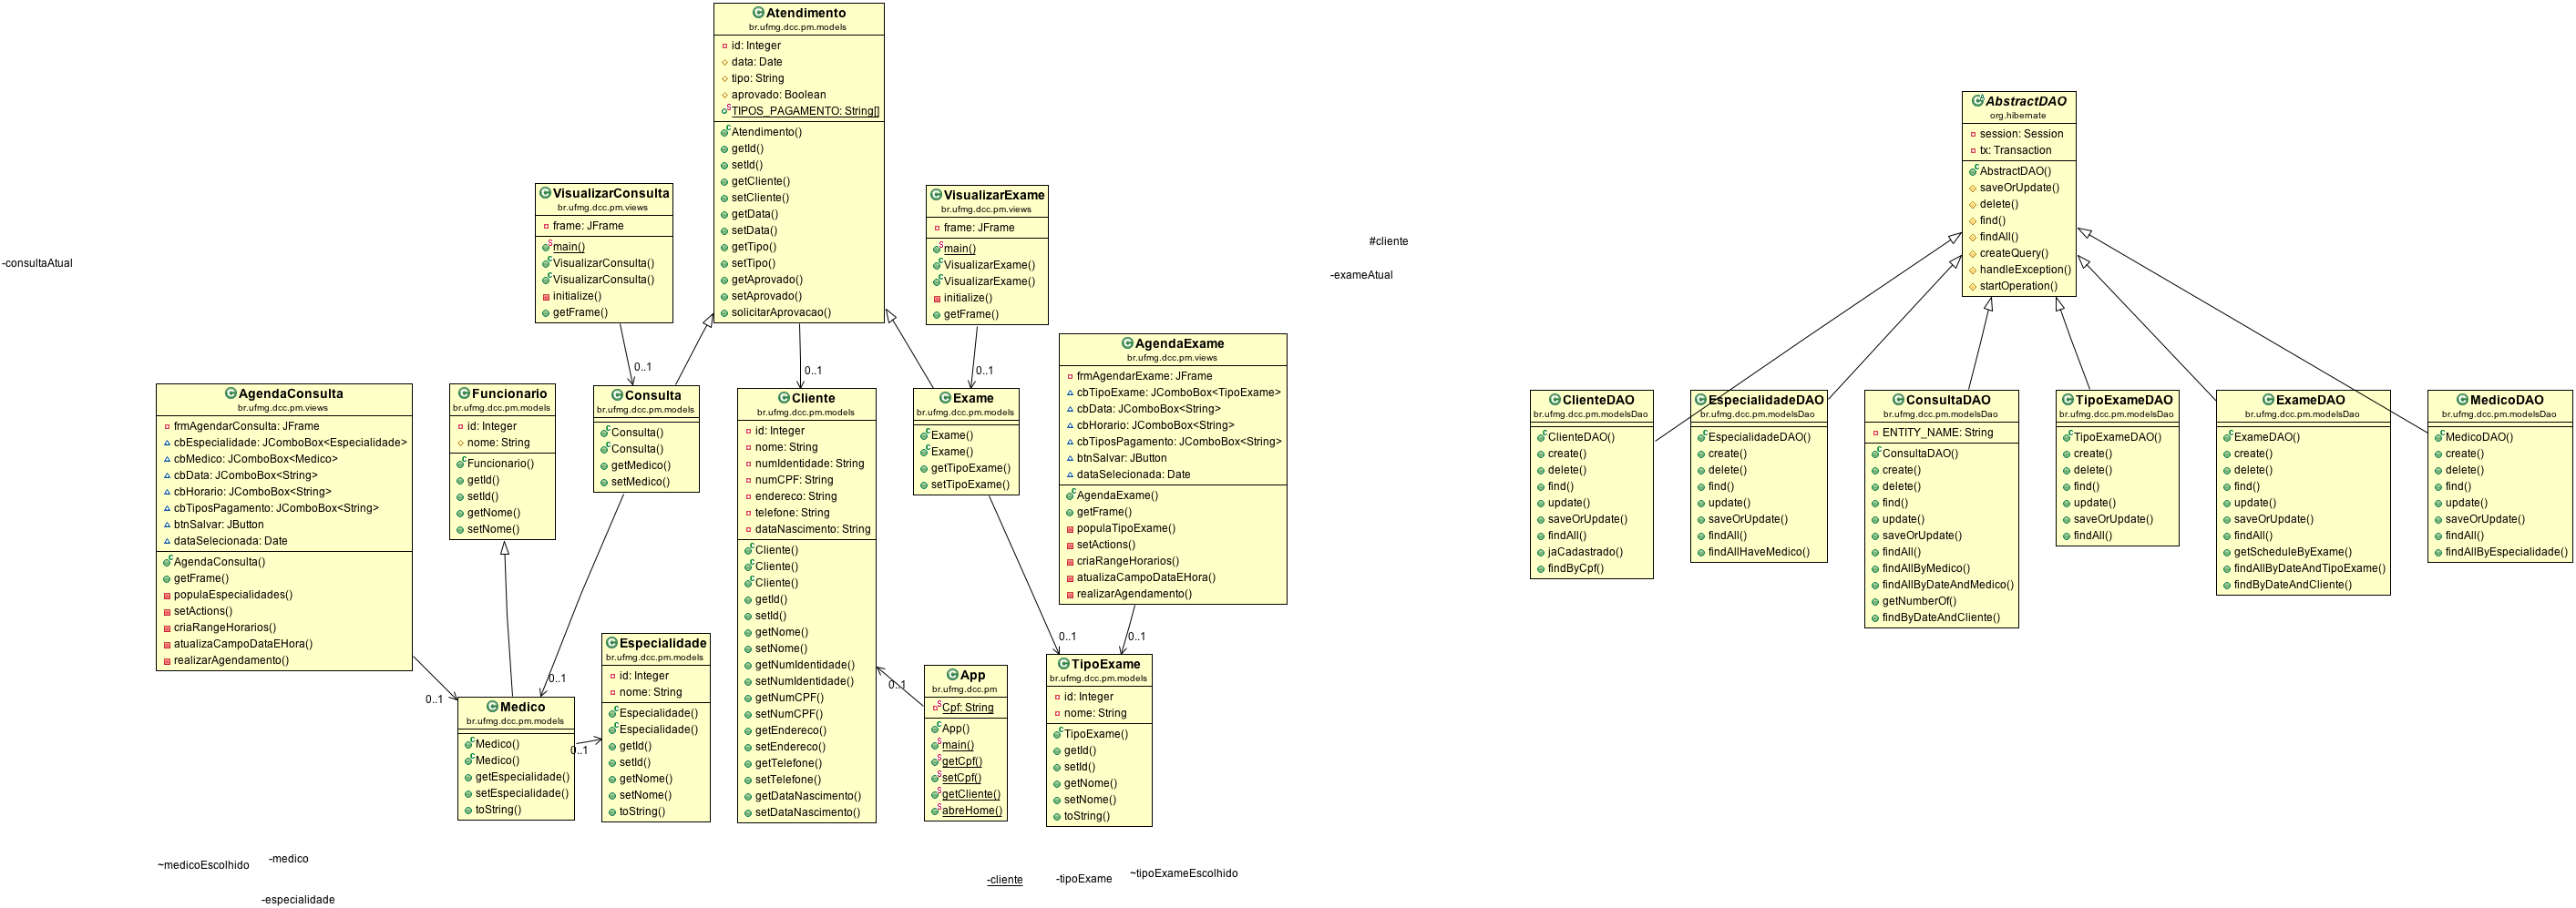 Atendimento
br.ufmg.dcc.pm.models
id: Integer
data: Date
tipo: String
aprovado: Boolean
TIPOS_PAGAMENTO: String[]
Atendimento()
getId()
setId()
getCliente()
setCliente()
getData()
setData()
getTipo()
setTipo()
getAprovado()
setAprovado()
solicitarAprovacao()
VisualizarConsulta
br.ufmg.dcc.pm.views
frame: JFrame
main()
VisualizarConsulta()
VisualizarConsulta()
initialize()
getFrame()
VisualizarExame
br.ufmg.dcc.pm.views
frame: JFrame
main()
VisualizarExame()
VisualizarExame()
initialize()
getFrame()
-consultaAtual
#cliente
-exameAtual
0..1
0..1
0..1
AgendaConsulta
br.ufmg.dcc.pm.views
frmAgendarConsulta: JFrame
cbEspecialidade: JComboBox<Especialidade>
cbMedico: JComboBox<Medico>
cbData: JComboBox<String>
cbHorario: JComboBox<String>
cbTiposPagamento: JComboBox<String>
btnSalvar: JButton
dataSelecionada: Date
AgendaConsulta()
getFrame()
populaEspecialidades()
setActions()
criaRangeHorarios()
atualizaCampoDataEHora()
realizarAgendamento()
Funcionario
br.ufmg.dcc.pm.models
id: Integer
nome: String
Funcionario()
getId()
setId()
getNome()
setNome()
Consulta
br.ufmg.dcc.pm.models
Consulta()
Consulta()
getMedico()
setMedico()
Cliente
br.ufmg.dcc.pm.models
id: Integer
nome: String
numIdentidade: String
numCPF: String
endereco: String
telefone: String
dataNascimento: String
Cliente()
Cliente()
Cliente()
getId()
setId()
getNome()
setNome()
getNumIdentidade()
setNumIdentidade()
getNumCPF()
setNumCPF()
getEndereco()
setEndereco()
getTelefone()
setTelefone()
getDataNascimento()
setDataNascimento()
Exame
br.ufmg.dcc.pm.models
Exame()
Exame()
getTipoExame()
setTipoExame()
AgendaExame
br.ufmg.dcc.pm.views
frmAgendarExame: JFrame
cbTipoExame: JComboBox<TipoExame>
cbData: JComboBox<String>
cbHorario: JComboBox<String>
cbTiposPagamento: JComboBox<String>
btnSalvar: JButton
dataSelecionada: Date
AgendaExame()
getFrame()
populaTipoExame()
setActions()
criaRangeHorarios()
atualizaCampoDataEHora()
realizarAgendamento()
0..1
0..1
0..1
0..1
0..1
0..1
Medico
br.ufmg.dcc.pm.models
Medico()
Medico()
getEspecialidade()
setEspecialidade()
toString()
Especialidade
br.ufmg.dcc.pm.models
id: Integer
nome: String
Especialidade()
Especialidade()
getId()
setId()
getNome()
setNome()
toString()
App
br.ufmg.dcc.pm
Cpf: String
App()
main()
getCpf()
setCpf()
getCliente()
abreHome()
TipoExame
br.ufmg.dcc.pm.models
id: Integer
nome: String
TipoExame()
getId()
setId()
getNome()
setNome()
toString()
~medicoEscolhido
-medico
-especialidade
-cliente
-tipoExame
~tipoExameEscolhido
AbstractDAO
org.hibernate
session: Session
tx: Transaction
AbstractDAO()
saveOrUpdate()
delete()
find()
findAll()
createQuery()
handleException()
startOperation()
ClienteDAO
br.ufmg.dcc.pm.modelsDao
ClienteDAO()
create()
delete()
find()
update()
saveOrUpdate()
findAll()
jaCadastrado()
findByCpf()
EspecialidadeDAO
br.ufmg.dcc.pm.modelsDao
EspecialidadeDAO()
create()
delete()
find()
update()
saveOrUpdate()
findAll()
findAllHaveMedico()
ConsultaDAO
br.ufmg.dcc.pm.modelsDao
ENTITY_NAME: String
ConsultaDAO()
create()
delete()
find()
update()
saveOrUpdate()
findAll()
findAllByMedico()
findAllByDateAndMedico()
getNumberOf()
findByDateAndCliente()
TipoExameDAO
br.ufmg.dcc.pm.modelsDao
TipoExameDAO()
create()
delete()
find()
update()
saveOrUpdate()
findAll()
ExameDAO
br.ufmg.dcc.pm.modelsDao
ExameDAO()
create()
delete()
find()
update()
saveOrUpdate()
findAll()
getScheduleByExame()
findAllByDateAndTipoExame()
findByDateAndCliente()
MedicoDAO
br.ufmg.dcc.pm.modelsDao
MedicoDAO()
create()
delete()
find()
update()
saveOrUpdate()
findAll()
findAllByEspecialidade()